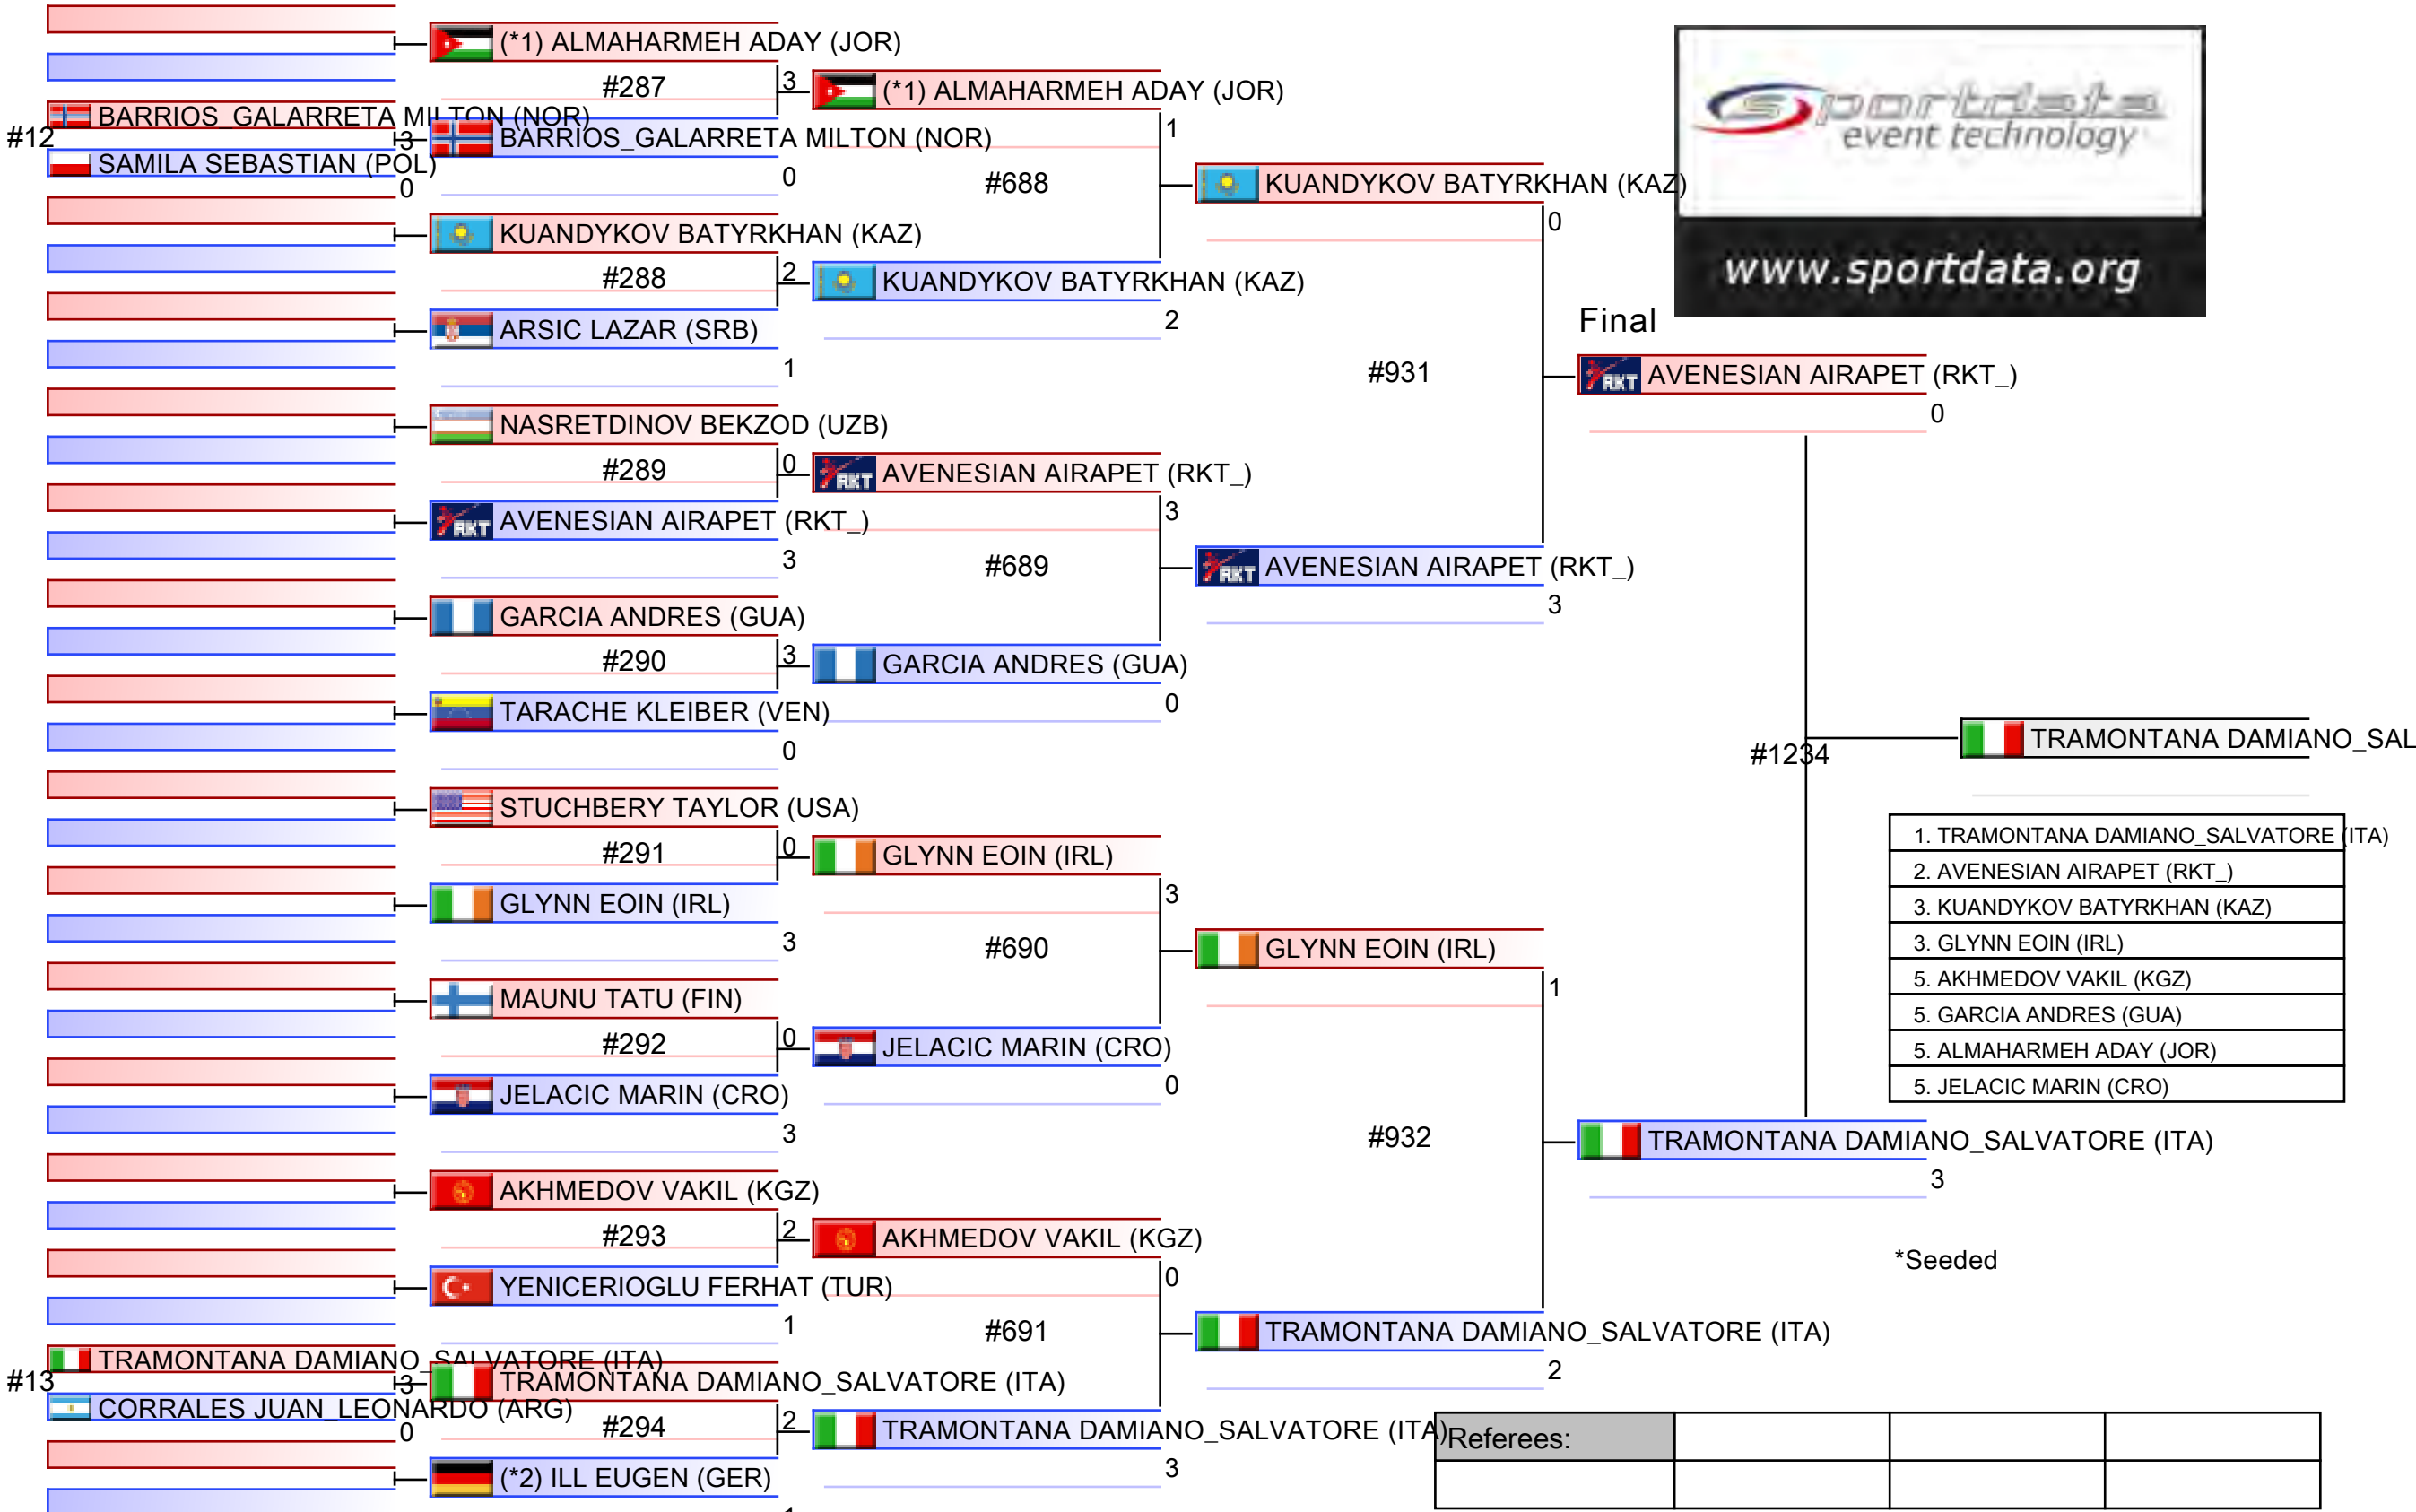 (*1) ALMAHARMEH ADAY (JOR)
#287
3
(*1) ALMAHARMEH ADAY (JOR)
1
#12
BARRIOS_GALARRETA MILTON (NOR)
3
SAMILA SEBASTIAN (POL)
0
BARRIOS_GALARRETA MILTON (NOR)
0
#688
KUANDYKOV BATYRKHAN (KAZ)
0
KUANDYKOV BATYRKHAN (KAZ)
#288
2
KUANDYKOV BATYRKHAN (KAZ)
2
ARSIC LAZAR (SRB)
1
sportdata
event technology
www.sportdata.org
Final
#931
AVENESIAN AIRAPET (RKT_)
0
NASRETDINOV BEKZOD (UZB)
#289
0
AVENESIAN AIRAPET (RKT_)
3
AVENESIAN AIRAPET (RKT_)
3
#689
AVENESIAN AIRAPET (RKT_)
3
GARCIA ANDRES (GUA)
#290
3
GARCIA ANDRES (GUA)
0
TARACHE KLEIBER (VEN)
0
#1234
TRAMONTANA DAMIANO_SAL
STUCHBERY TAYLOR (USA)
#291
0
GLYNN EOIN (IRL)
3
GLYNN EOIN (IRL)
3
#690
GLYNN EOIN (IRL)
1
MAUNU TATU (FIN)
#292
0
JELACIC MARIN (CRO)
0
JELACIC MARIN (CRO)
3
1. TRAMONTANA DAMIANO_SALVATORE (ITA)
2. AVENESIAN AIRAPET (RKT_)
3. KUANDYKOV BATYRKHAN (KAZ)
3. GLYNN EOIN (IRL)
5. AKHMEDOV VAKIL (KGZ)
5. GARCIA ANDRES (GUA)
5. ALMAHARMEH ADAY (JOR)
5. JELACIC MARIN (CRO)
#932
TRAMONTANA DAMIANO_SALVATORE (ITA)
3
AKHMEDOV VAKIL (KGZ)
#293
2
AKHMEDOV VAKIL (KGZ)
0
YENICERIOGLU FERHAT (TUR)
1
*Seeded
#691
TRAMONTANA DAMIANO_SALVATORE (ITA)
2
#13
TRAMONTANA DAMIANO_SALVATORE (ITA)
3
CORRALES JUAN_LEONARDO (ARG)
0
TRAMONTANA DAMIANO_SALVATORE (ITA)
#294
2
TRAMONTANA DAMIANO_SALVATORE (ITA)
3
(*2) ILL EUGEN (GER)
Referees: